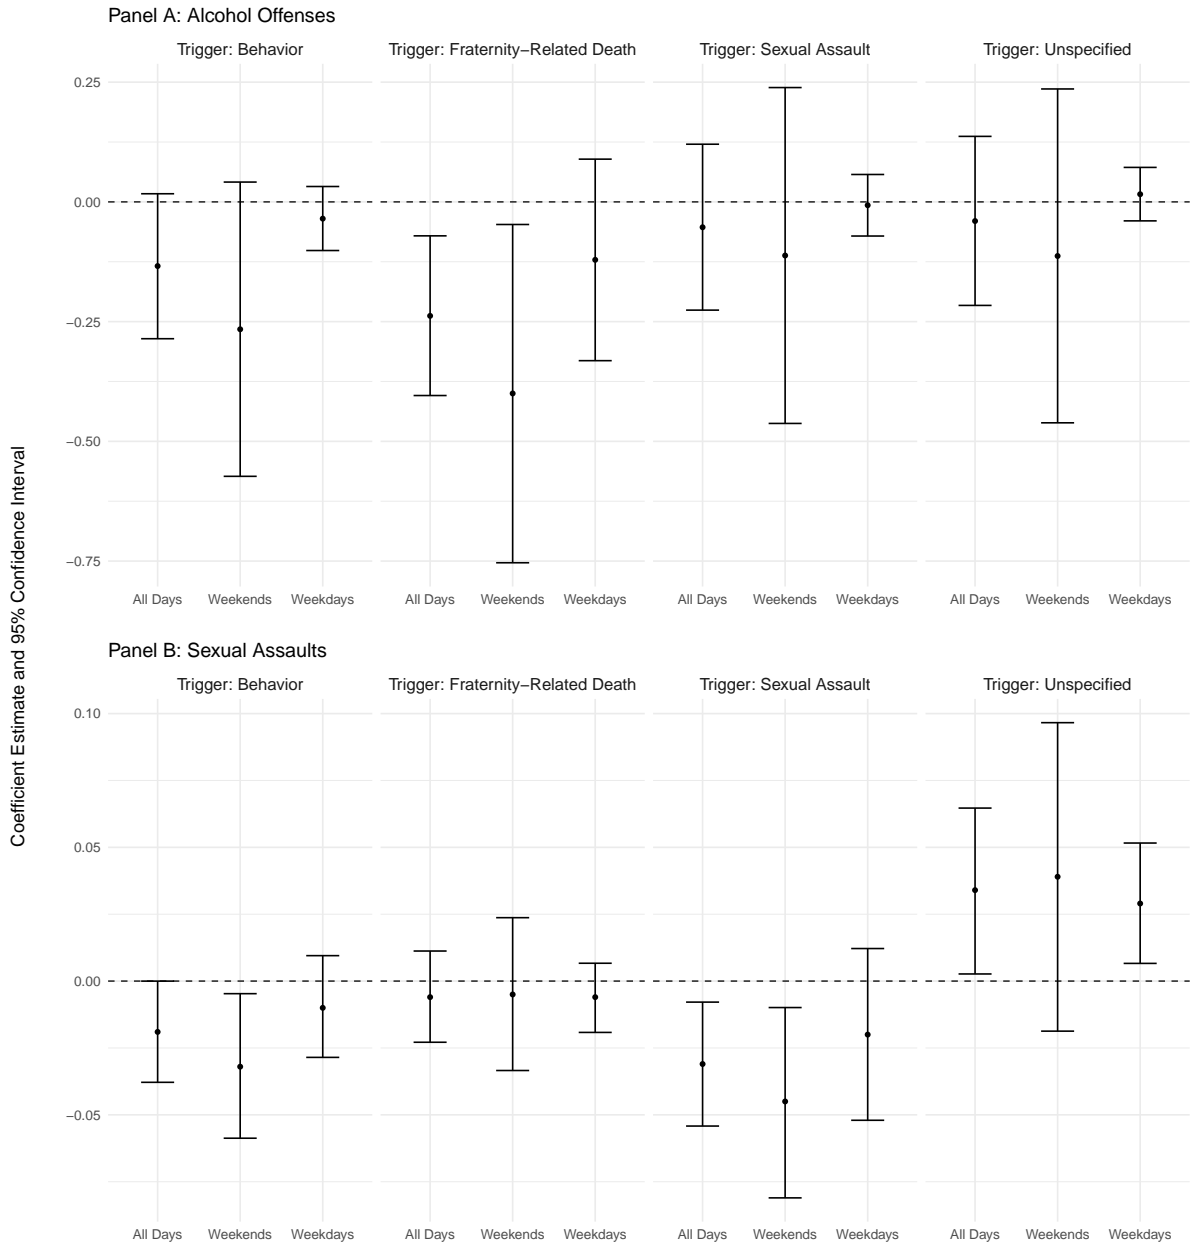 Panel A: Alcohol Offenses
Trigger: Behavior Trigger: Fraternity−Related Death Trigger: Sexual Assault Trigger: Unspecified
0.25
0.00
−0.25
−0.50
−0.75
All Days Weekends Weekdays All Days Weekends Weekdays All Days Weekends Weekdays All Days Weekends Weekdays
Coefficient Estimate and 95% Confidence Interval
Panel B: Sexual Assaults
Trigger: Behavior Trigger: Fraternity−Related Death Trigger: Sexual Assault Trigger: Unspecified
0.10
0.05
0.00
−0.05
All Days Weekends Weekdays All Days Weekends Weekdays All Days Weekends Weekdays All Days Weekends Weekdays